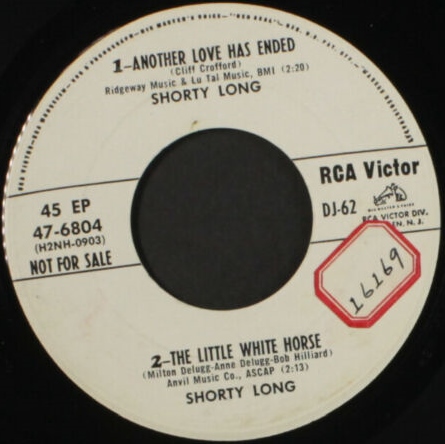 1-ANOTHER LOVE HAS ENDED
(Cliff Crofford)
Ridgeway Music & Lu Tal Music, BMI (2:20)
SHORTY LONG
RCA Victor
45 EP
47-6804
(H2NH-0903)
NOT FOR SALE
DJ-62
RCA VICTOR DIV.
N. J.
16169
2-THE LITTLE WHITE HORSE
(Milton Delugg-Anne Delugg-Bob Hilliard)
Anvil Music Co., ASCAP (2:13)
SHORTY LONG